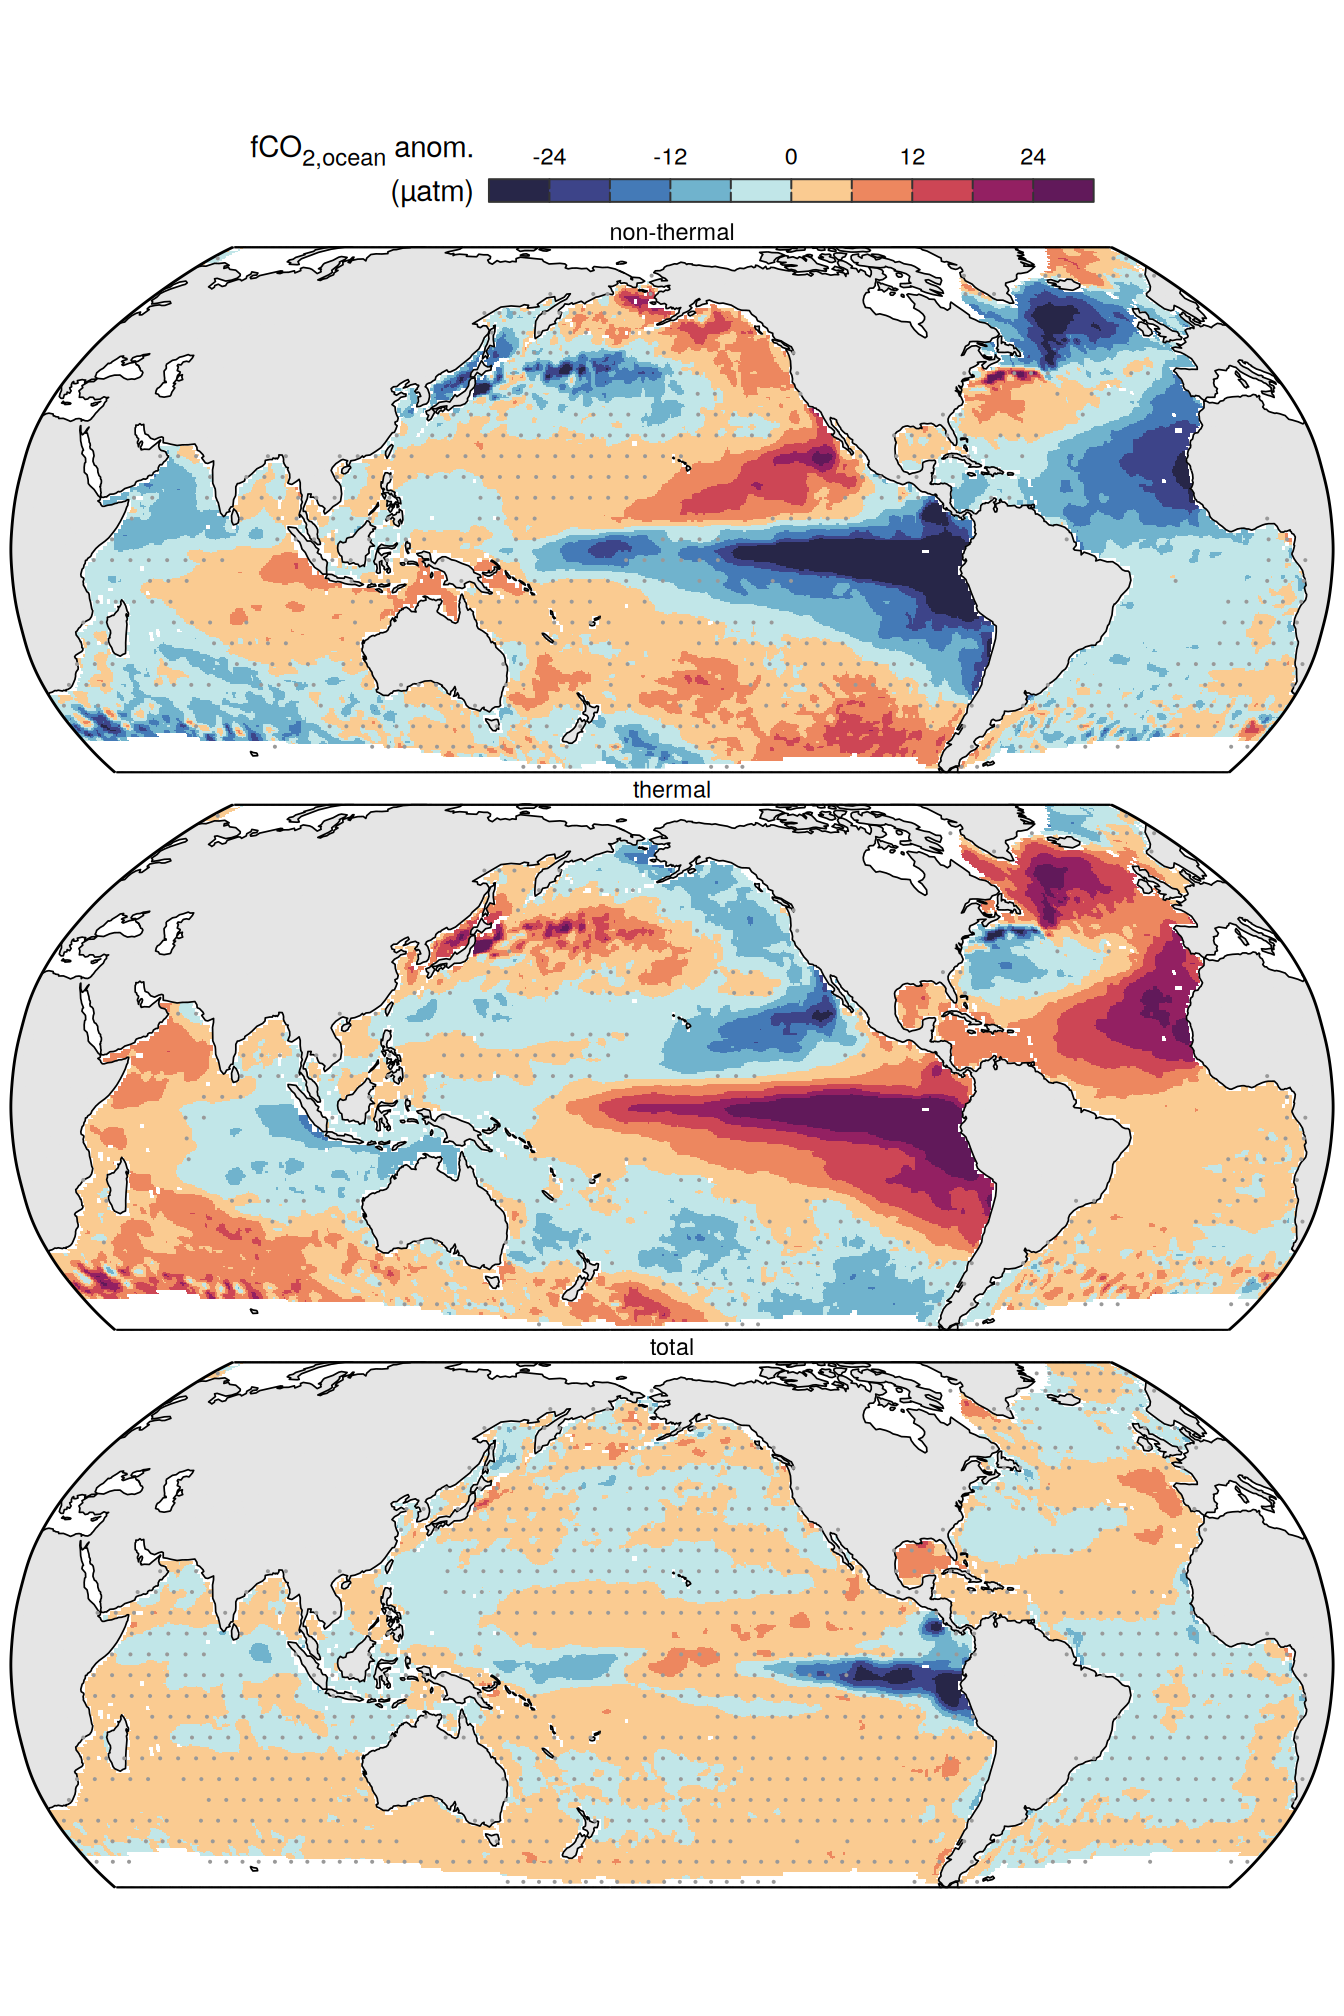 fCO2,ocean anom.
(µatm)
-24 -12 0 12 24
non-thermal
thermal
total